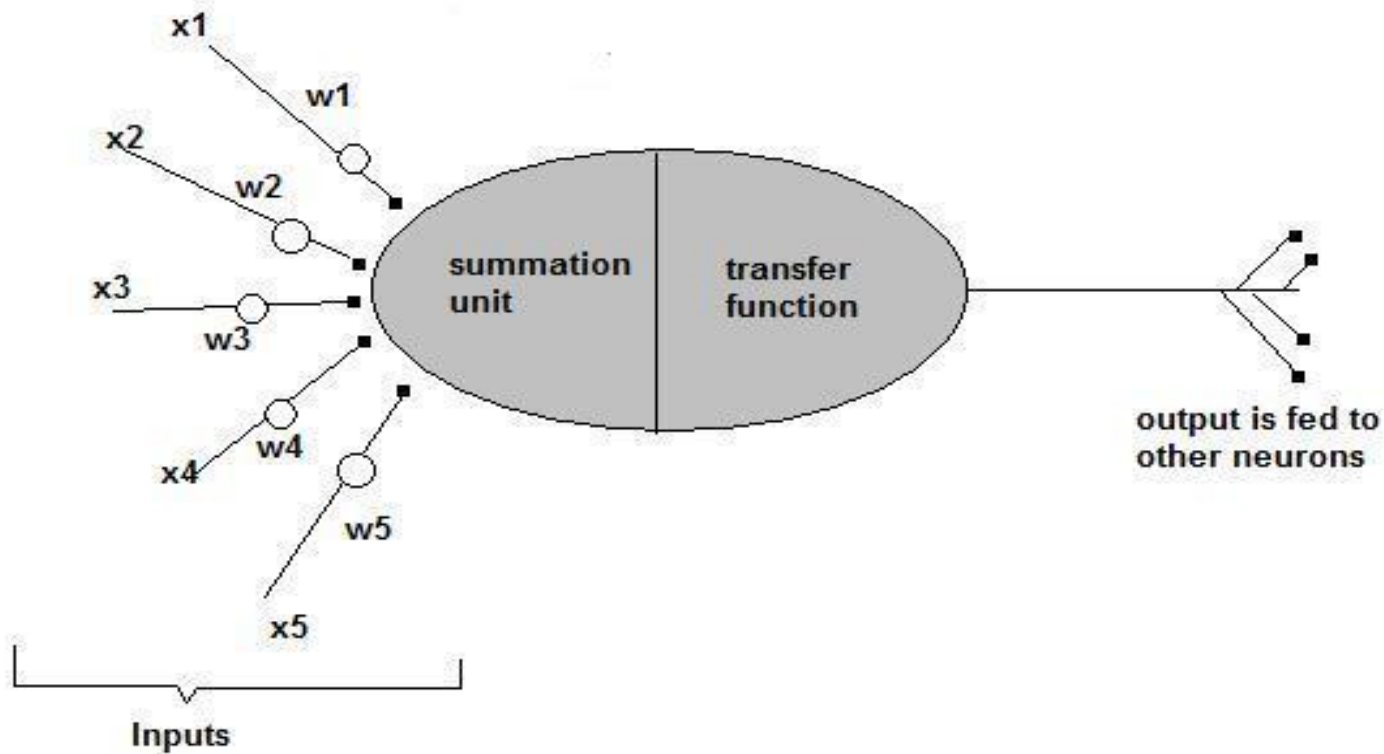 x1
w1
x2
w2
x3
w3
x4
w4
x5
w5
summation
unit
transfer
function
output is fed to
other neurons
Inputs